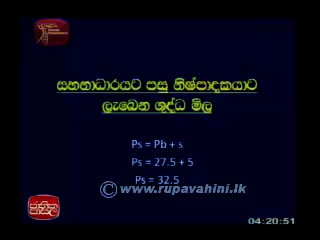 සහනාධාරයට පසු නිෂ්පාදකයාට
ලැබෙන ශුද්ධ මිල
Ps = Pb + s
Ps = 27.5 + 5
Ps = 32.5
© www.rupavahini.lk
04:20:51